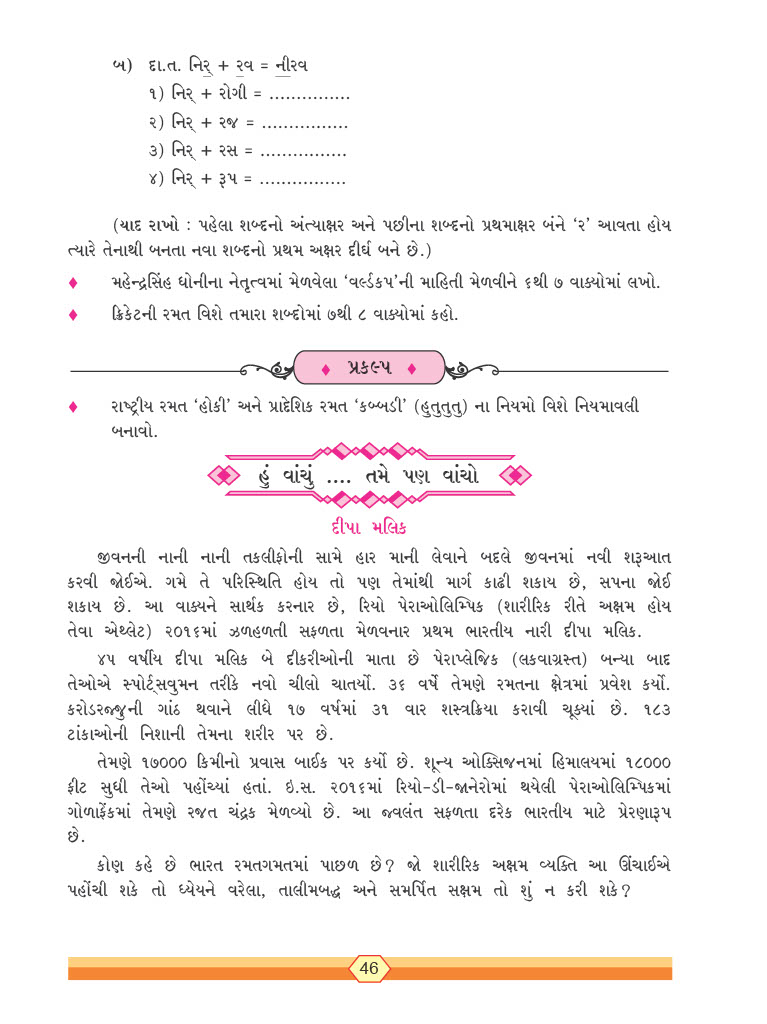 બ) દા.ત. નિર્ + રવ = નીરવ
૧) નિર્ + રોગી = ...............
૨) નિર્ + રજ = ................
૩) નિર્ + રસ = ................
૪) નિર્ + રૂપ = ................
(યાદ રાખો : પહેલા શબ્દનો અંત્યાક્ષર અને પછીના શબ્દનો પ્રથમાક્ષર બંને ‘ર’ આવતા હોય
ત્યારે તેનાથી બનતા નવા શબ્દનો પ્રથમ અક્ષર દીર્ઘ બને છે.)
♦ મહેન્દ્રસિંહ ધોનીના નેતૃત્વમાં મેળવેલા ‘વર્લ્ડકપ’ની માહિતી મેળવીને ૬થી ૭ વાક્યોમાં લખો.
♦ ક્રિકેટની રમત વિશે તમારા શબ્દોમાં ૭થી ૮ વાક્યોમાં કહો.
♦ પ્રકલ્પ ♦
♦ રાષ્ટ્રીય રમત ‘હોકી’ અને પ્રાદેશિક રમત ‘કબ્બડી’ (હુતુતુતુ) ના નિયમો વિશે નિયમાવલી
બનાવો.
હું વાંચું .... તમે પણ વાંચો
દીપા મલિક
જીવનની નાની નાની તકલીફોની સામે હાર માની લેવાને બદલે જીવનમાં નવી શરૂઆત
કરવી જોઈએ. ગમે તે પરિસ્થિતિ હોય તો પણ તેમાંથી માર્ગ કાઢી શકાય છે, સપના જોઈ
શકાય છે. આ વાક્યને સાર્થક કરનાર છે, રિયો પેરાઓલિમ્પિક (શારીરિક રીતે અક્ષમ હોય
તેવા એથ્લેટ) ૨૦૧૬માં ઝળહળતી સફળતા મેળવનાર પ્રથમ ભારતીય નારી દીપા મલિક.
૪૫ વર્ષીય દીપા મલિક બે દીકરીઓની માતા છે પેરાપ્લેજિક (લકવાગ્રસ્ત) બન્યા બાદ
તેઓએ સ્પોર્ટ્સવુમન તરીકે નવો ચીલો ચાતર્યો. ૩૬ વર્ષે તેમણે રમતના ક્ષેત્રમાં પ્રવેશ કર્યો.
કરોડરજ્જુની ગાંઠ થવાને લીધે ૧૭ વર્ષમાં ૩૧ વાર શસ્ત્રક્રિયા કરાવી ચૂક્યાં છે. ૧૮૩
ટાંકાઓની નિશાની તેમના શરીર પર છે.
તેમણે ૧૭૦૦૦ કિમીનો પ્રવાસ બાઈક પર કર્યો છે. શૂન્ય ઓક્સિજનમાં હિમાલયમાં ૧૮૦૦૦
ફીટ સુધી તેઓ પહોંચ્યાં હતાં. ઇ.સ. ૨૦૧૬માં રિયો-ડી-જાનેરોમાં થયેલી પેરાઓલિમ્પિકમાં
ગોળાફેંકમાં તેમણે રજત ચંદ્રક મેળવ્યો છે. આ જ્વલંત સફળતા દરેક ભારતીય માટે પ્રેરણારૂપ
છે.
કોણ કહે છે ભારત રમતગમતમાં પાછળ છે? જો શારીરિક અક્ષમ વ્યક્તિ આ ઊંચાઈએ
પહોંચી શકે તો ધ્યેયને વરેલા, તાલીમબદ્ધ અને સમર્પિત સક્ષમ તો શું ન કરી શકે?
46